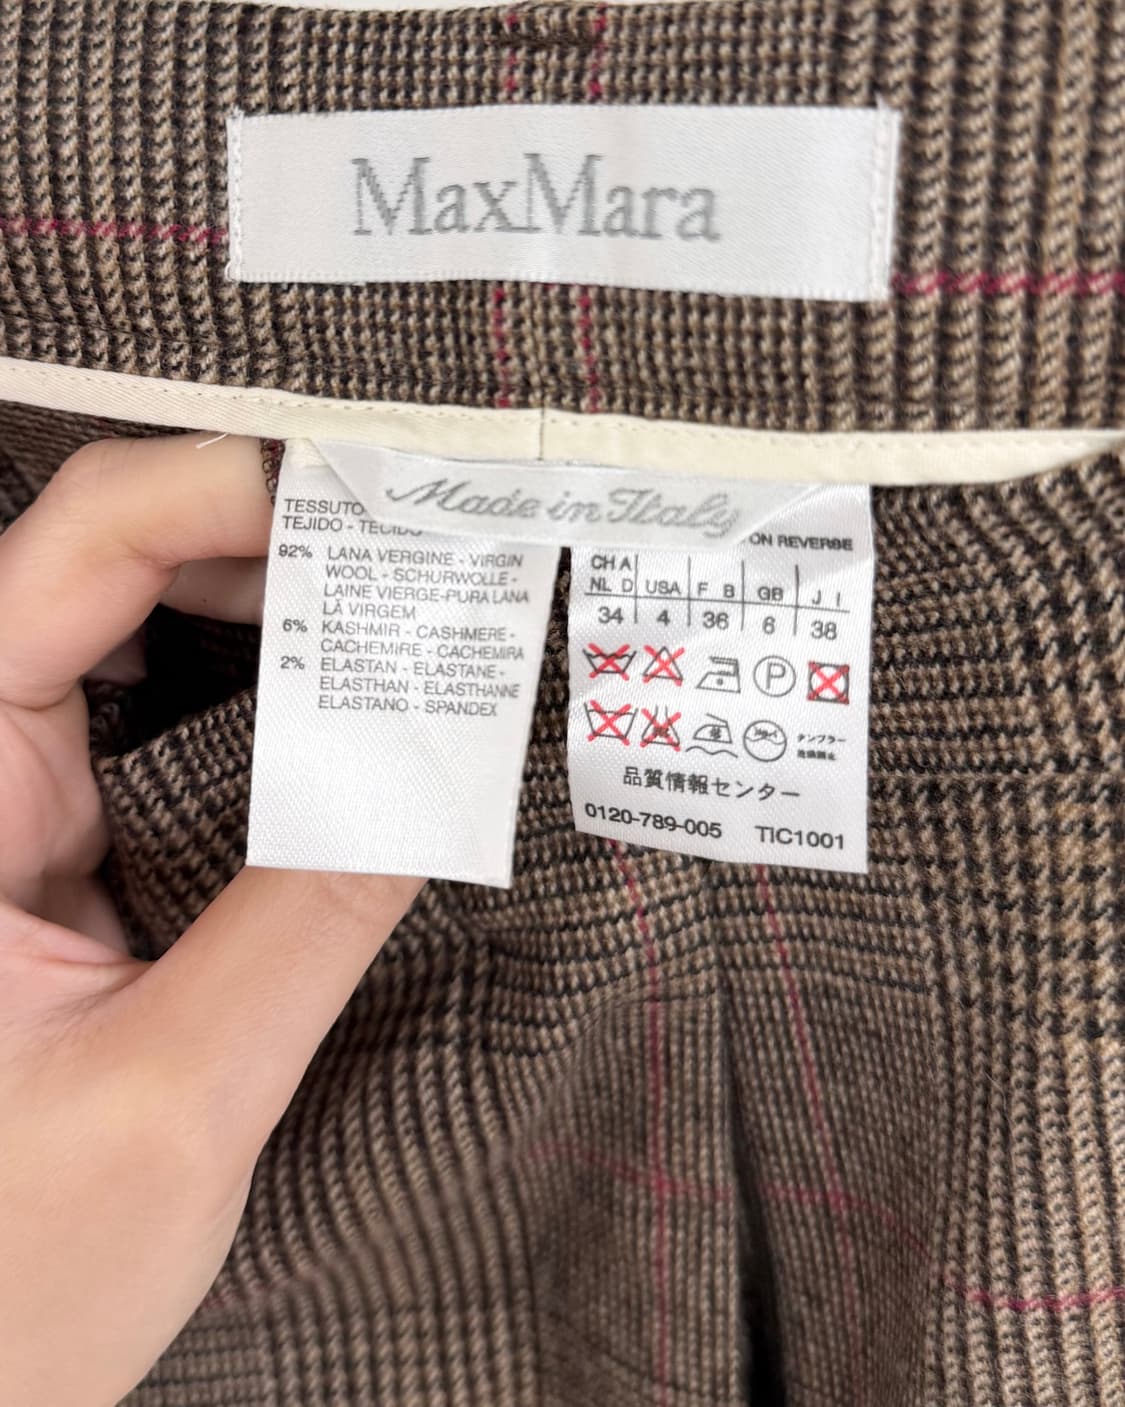 MaxMara
Made in Italy
TESSUTO
TEJIDO - TECIDO
92% LANA VERGINE - VIRGIN
WOOL - SCHURWOLLE -
LAINE VIERGE-PURA LANA
LÃ VIRGEM
6% KASHMIR - CASHMERE -
CACHEMIRE - CACHEMIRA
2% ELASTAN - ELASTANE -
ELASTHAN - ELASTHANNE
ELASTANO - SPANDEX
ON REVERSE
CH A
NL D USA F B GB J I
34 4 36 6 38
P
タンブラー
品質情報センター
0120-789-005 TIC1001